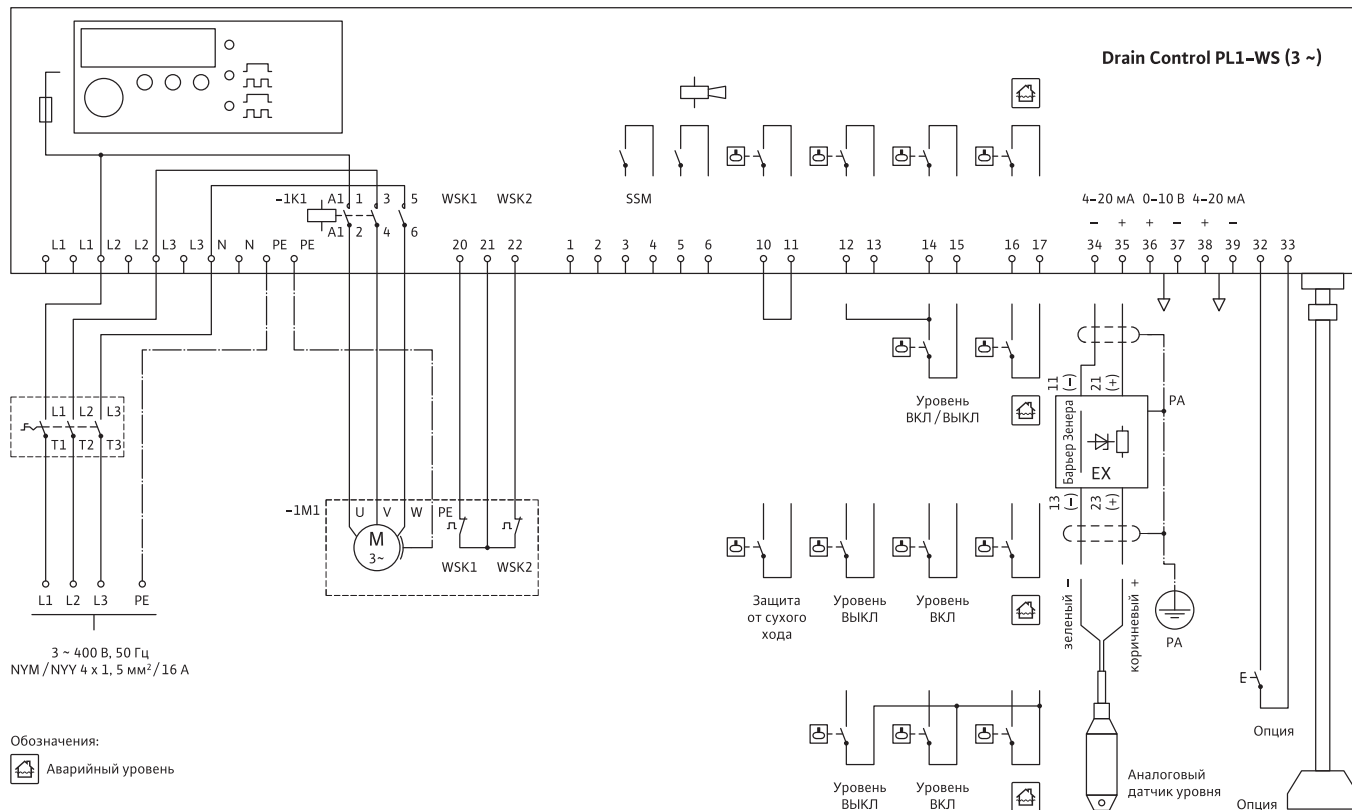 Drain Control PL1–WS (3 ~)
SSM
4–20 мА 0–10 В 4–20 мА
– + + – + –
-1K1 A1 1 3 5 WSK1 WSK2
A1 2 4 6
L1 L1 L2 L2 L3 L3 N N PE PE
20 21 22 1 2 3 4 5 6 10 11 12 13 14 15 16 17 34 35 36 37 38 39 32 33
L1 L2 L3
T1 T2 T3
Уровень
ВКЛ / ВЫКЛ
11 (–) 21 (+)
PA
Барьер Зенера
EX
13 (–) 23 (+)
-1M1 U V W PE
M
3~
WSK1 WSK2
L1 L2 L3 PE
3 ~ 400 В, 50 Гц
NYM / NYY 4 x 1, 5 мм² / 16 А
Защита
от сухого
хода
Уровень
ВЫКЛ
Уровень
ВКЛ
зеленый –
коричневый +
PA
E
Опция
Обозначения:
Аварийный уровень
Уровень
ВЫКЛ
Уровень
ВКЛ
Аналоговый
датчик уровня
Опция